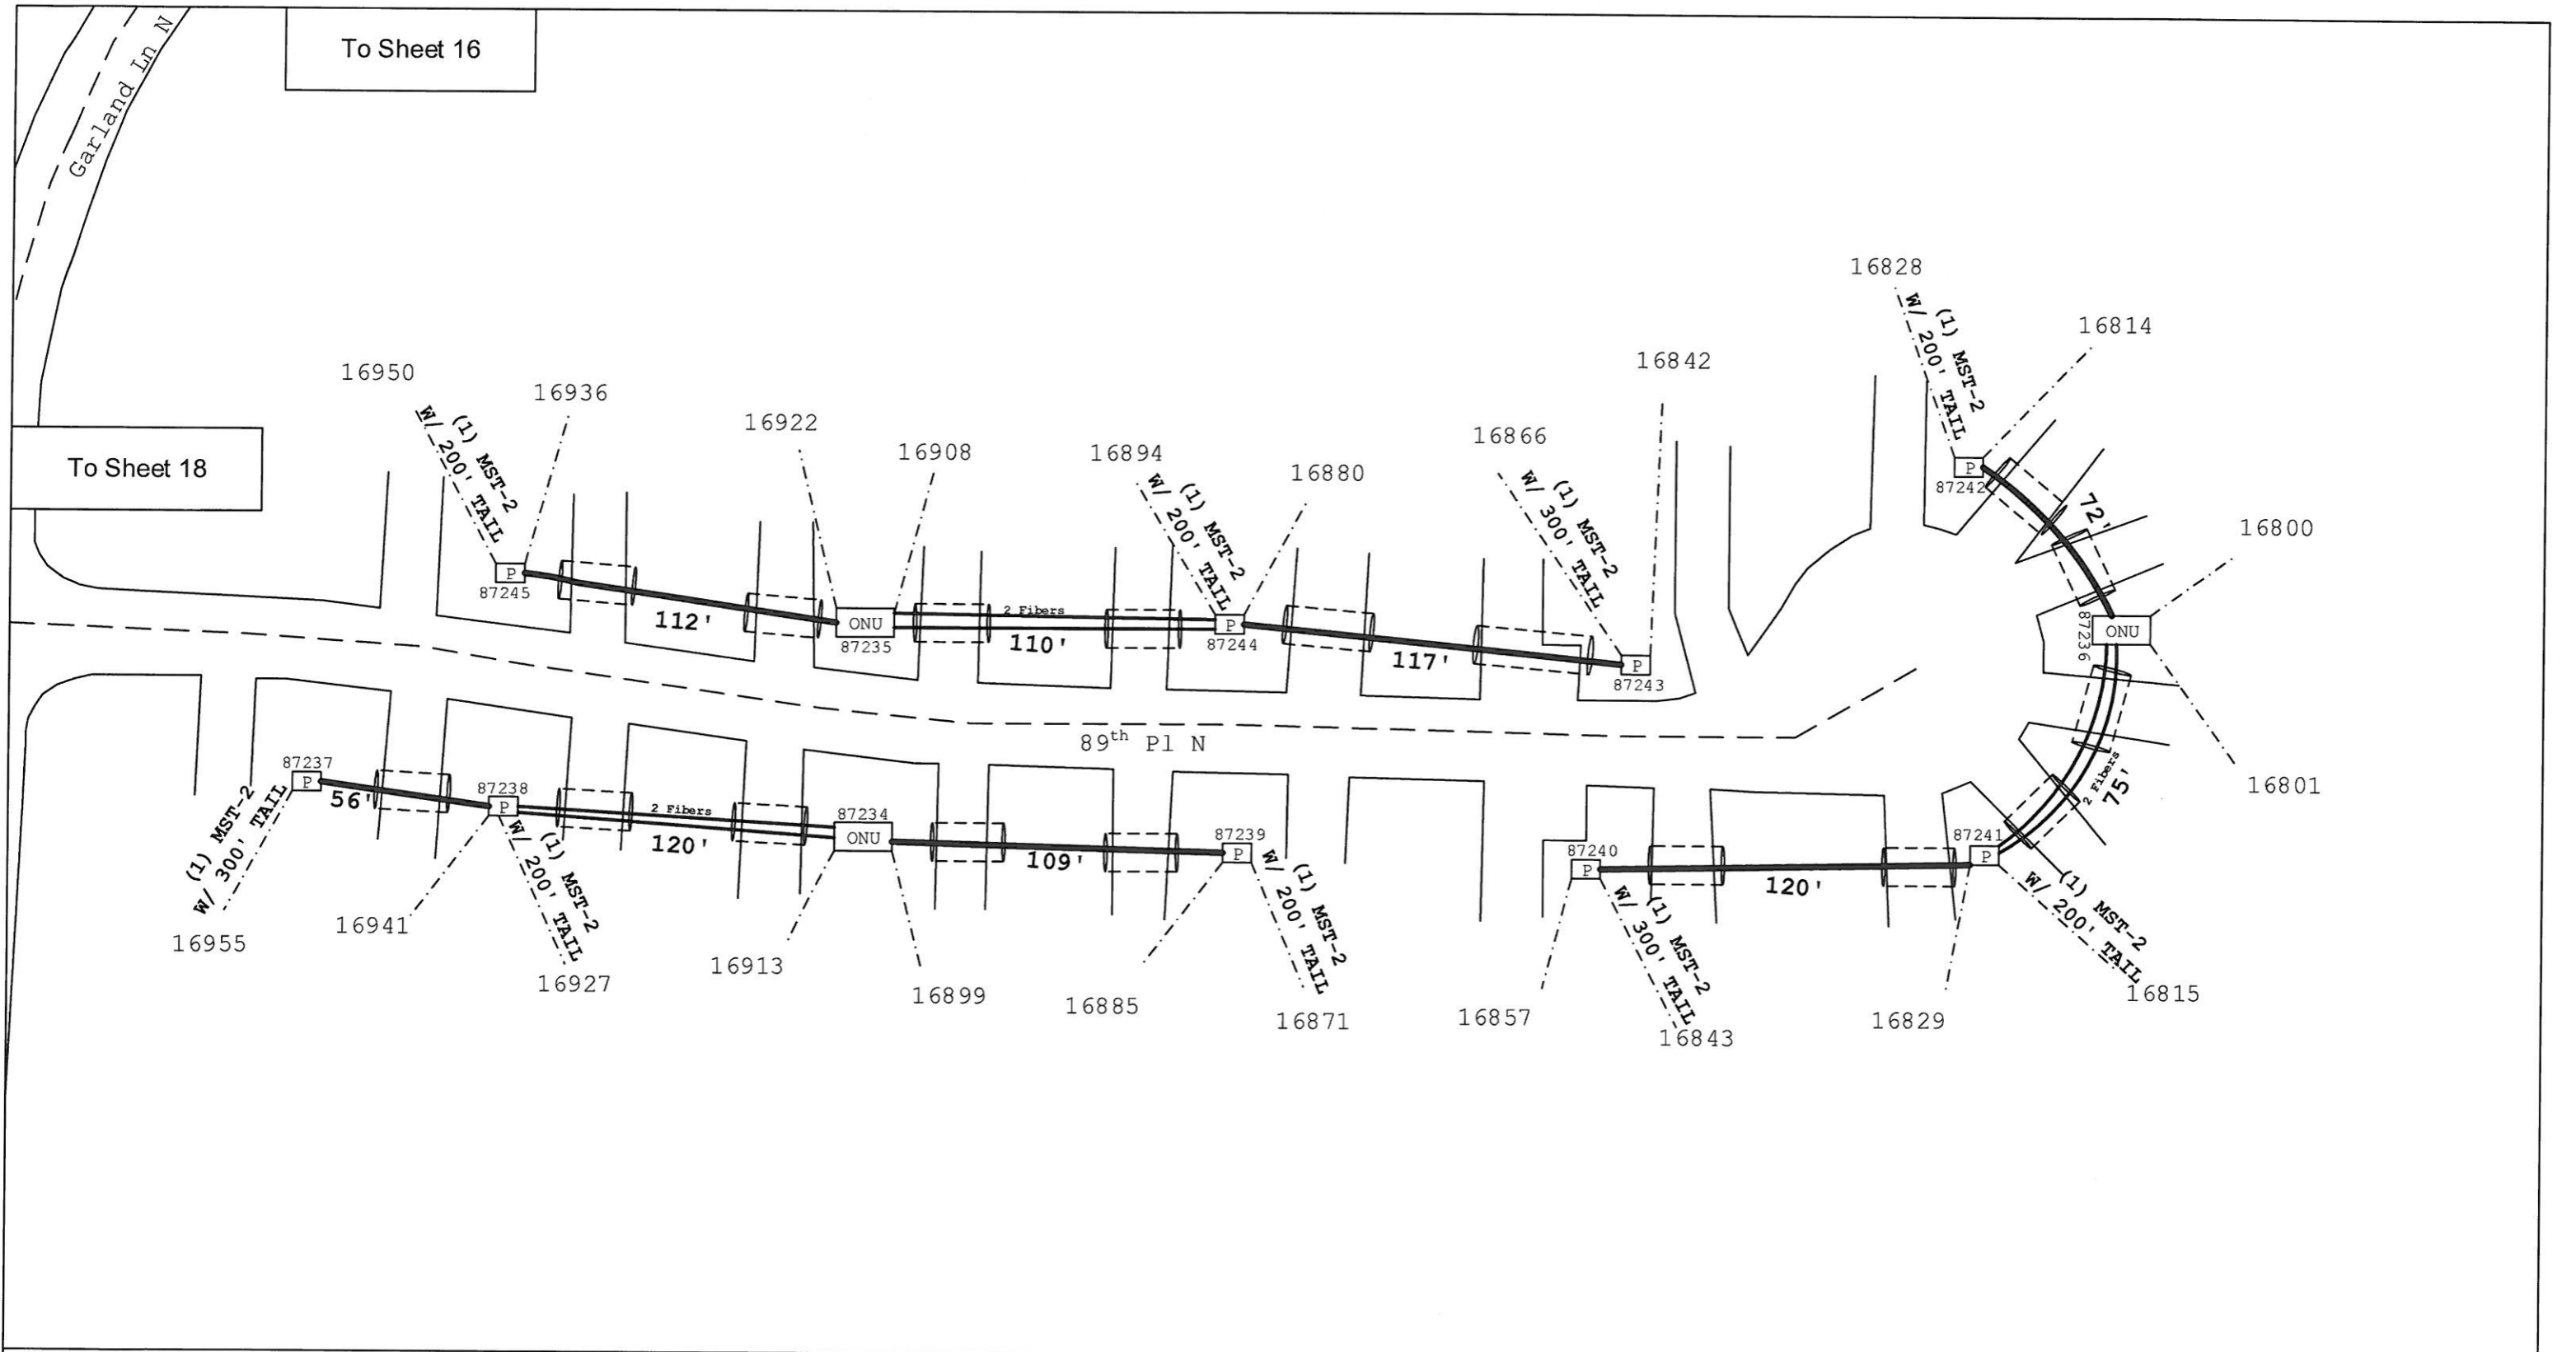 To Sheet 16
Garland Ln N
To Sheet 18
16828
(1) MST-2
W/ 200' TAIL
16814
P
87242
72'
16800
ONU
87236
16801
2 Fibers
75'
16950
(1) MST-2
W/ 200' TAIL
16936
P
87245
112'
16922
16908
ONU
87235
2 Fibers
110'
16894
(1) MST-2
W/ 200' TAIL
16880
P
87244
117'
16866
(1) MST-2
W/ 300' TAIL
16842
P
87243
89th Pl N
87237
P
(1) MST-2
W/ 300' TAIL
16955
56'
87238
P
16941
(1) MST-2
W/ 200' TAIL
16927
2 Fibers
120'
87234
ONU
16913
16899
109'
87239
P
(1) MST-2
W/ 200' TAIL
16885
16871
87240
P
(1) MST-2
W/ 300' TAIL
16857
16843
120'
87241
P
(1) MST-2
W/ 200' TAIL
16829
16815